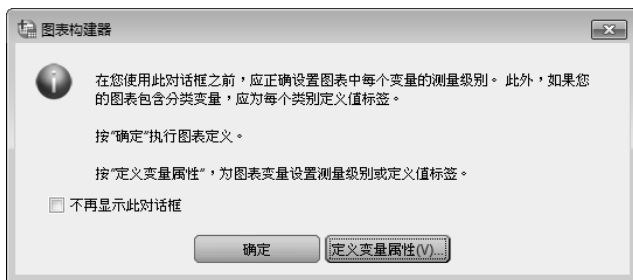 图表构建器
在您使用此对话框之前，应正确设置图表中每个变量的测量级别。 此外，如果您
的图表包含分类变量，应为每个类别定义值标签。
按“确定”执行图表定义。
按“定义变量属性”，为图表变量设置测量级别或定义值标签。
不再显示此对话框
确定
定义变量属性(V)...